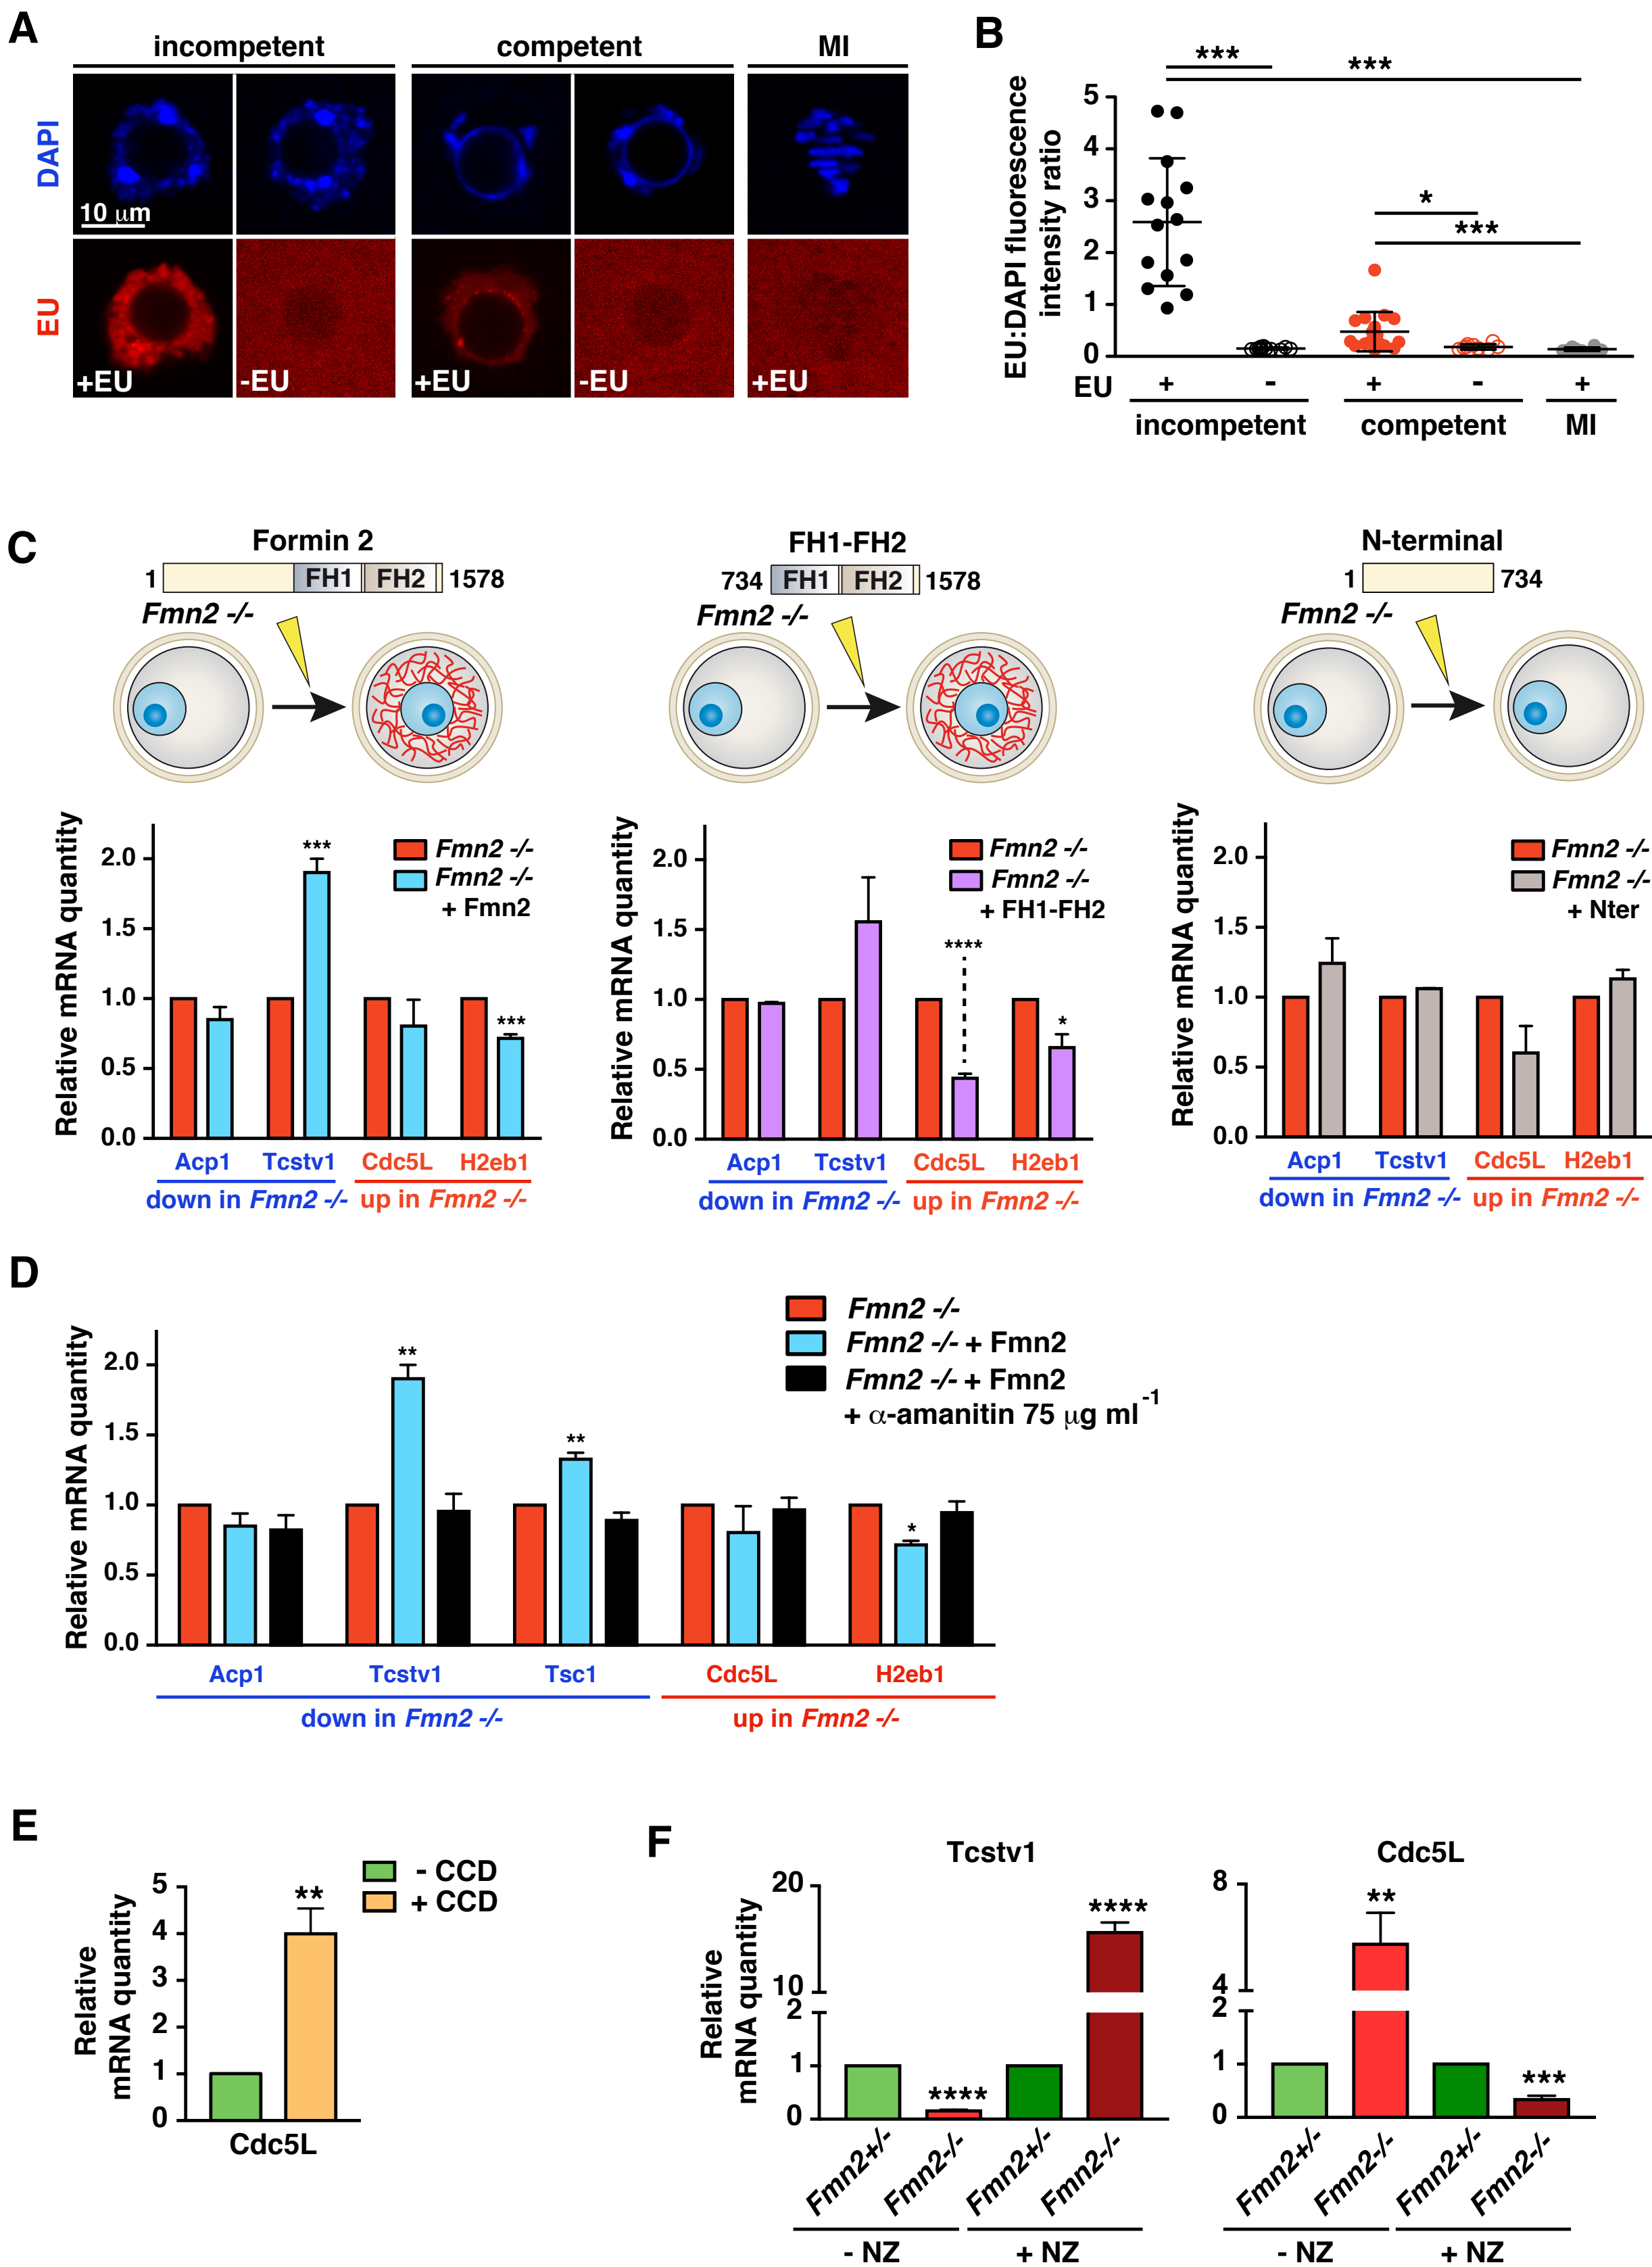 A
incompetent
competent
MI
DAPI
10 µm
EU
+EU
-EU
+EU
-EU
+EU
B
***
***
*
***
EU:DAPI fluorescence
intensity ratio
5
4
3
2
1
0
EU
+
-
+
-
+
incompetent
competent
MI
C
Formin 2
1
FH1
FH2
1578
Fmn2 -/-
FH1-FH2
734
FH1
FH2
1578
Fmn2 -/-
N-terminal
1
734
Fmn2 -/-
Relative mRNA quantity
2.0
1.5
1.0
0.5
0.0
***
***
Fmn2 -/-
Fmn2 -/-
+ Fmn2
Acp1
Tcstv1
Cdc5L
H2eb1
down in Fmn2 -/-
up in Fmn2 -/-
Relative mRNA quantity
2.0
1.5
1.0
0.5
0.0
****
*
Fmn2 -/-
Fmn2 -/-
+ FH1-FH2
Acp1
Tcstv1
Cdc5L
H2eb1
down in Fmn2 -/-
up in Fmn2 -/-
Relative mRNA quantity
2.0
1.5
1.0
0.5
0.0
Fmn2 -/-
Fmn2 -/-
+ Nter
Acp1
Tcstv1
Cdc5L
H2eb1
down in Fmn2 -/-
up in Fmn2 -/-
D
Relative mRNA quantity
2.0
1.5
1.0
0.5
0.0
**
**
*
Fmn2 -/-
Fmn2 -/- + Fmn2
Fmn2 -/- + Fmn2
+ α-amanitin 75 µg ml-1
Acp1
Tcstv1
Tsc1
Cdc5L
H2eb1
down in Fmn2 -/-
up in Fmn2 -/-
E
Relative
mRNA quantity
5
4
3
2
1
0
**
- CCD
+ CCD
Cdc5L
F
Tcstv1
Relative
mRNA quantity
20
10
2
1
0
****
****
Fmn2+/-
Fmn2-/-
Fmn2+/-
Fmn2-/-
- NZ
+ NZ
Cdc5L
8
4
2
1
0
**
***
Fmn2+/-
Fmn2-/-
Fmn2+/-
Fmn2-/-
- NZ
+ NZ